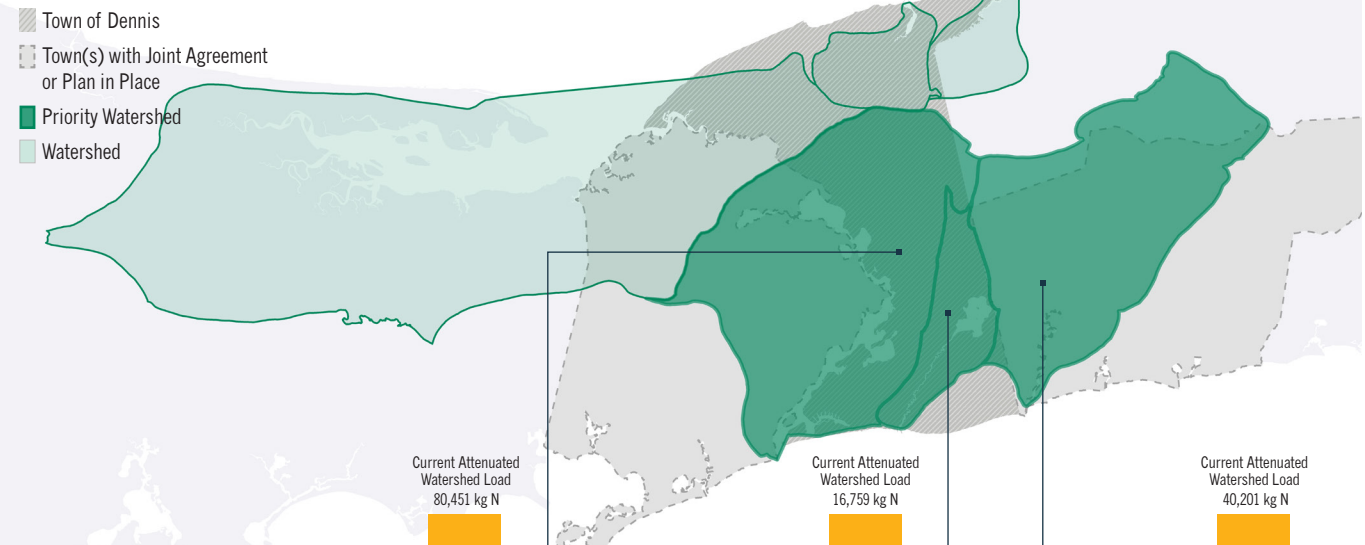 Town of Dennis
Town(s) with Joint Agreement
or Plan in Place
Priority Watershed
Watershed
Current Attenuated
Watershed Load
80,451 kg N
Current Attenuated
Watershed Load
16,759 kg N
Current Attenuated
Watershed Load
40,201 kg N